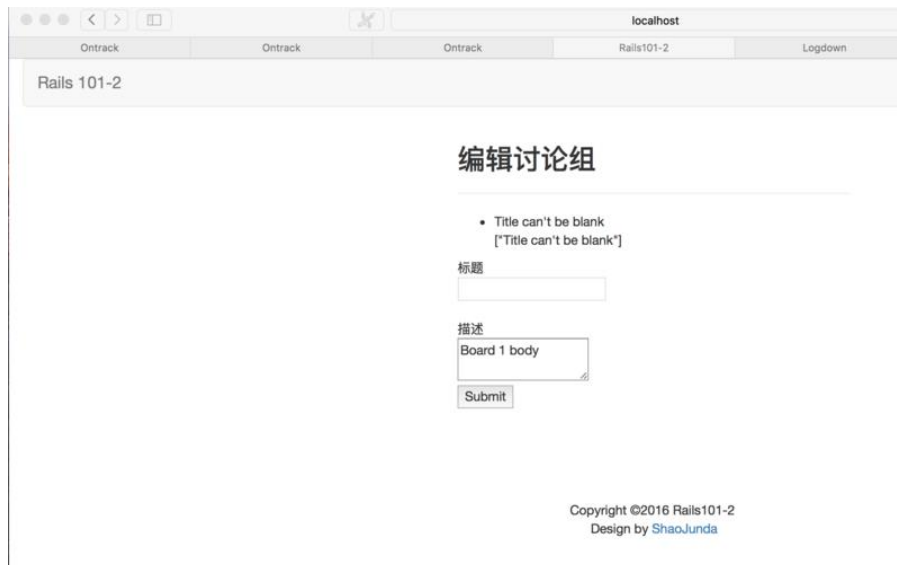 localhost
Ontrack Ontrack Ontrack Rails101-2 Logdown
Rails 101-2
编辑讨论组
Title can't be blank
["Title can't be blank"]
标题
描述
Board 1 body
Submit
Copyright ©2016 Rails101-2
Design by ShaoJunda